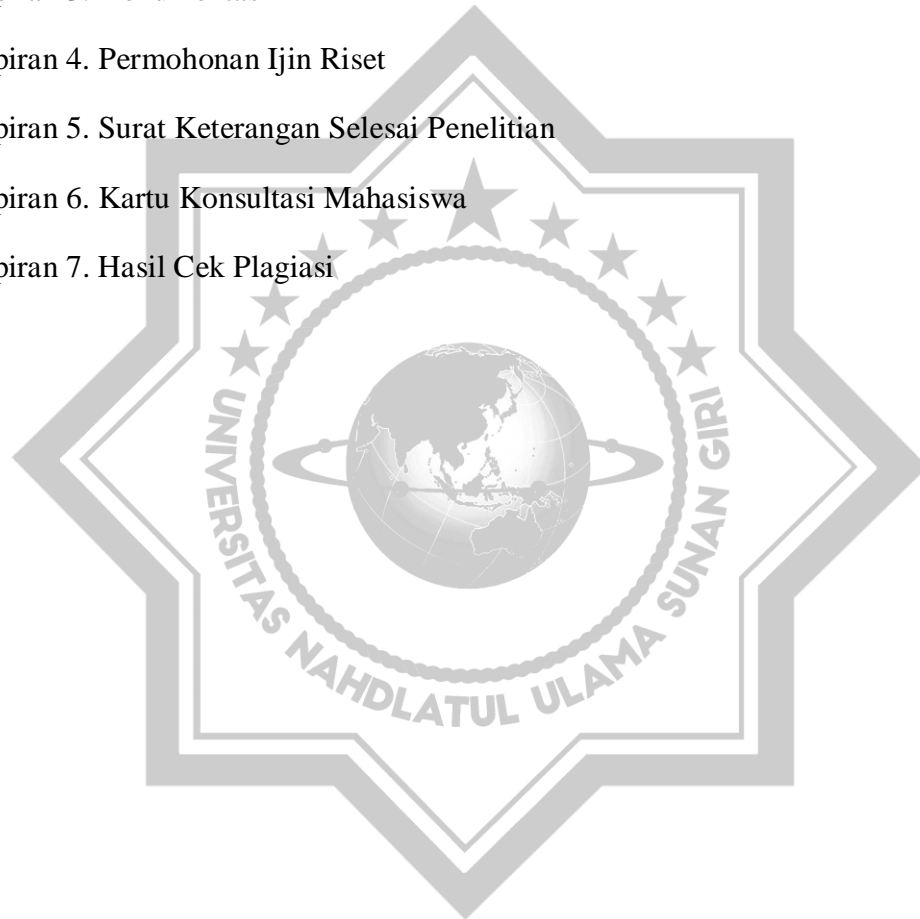 piran 4. Permohonan Ijin Riset
piran 5. Surat Keterangan Selesai Penelitian
piran 6. Kartu Konsultasi Mahasiswa
piran 7. Hasil Cek Plagiasi
UNIVERSITAS NAHDLATUL ULAMA SUNAN GIRI